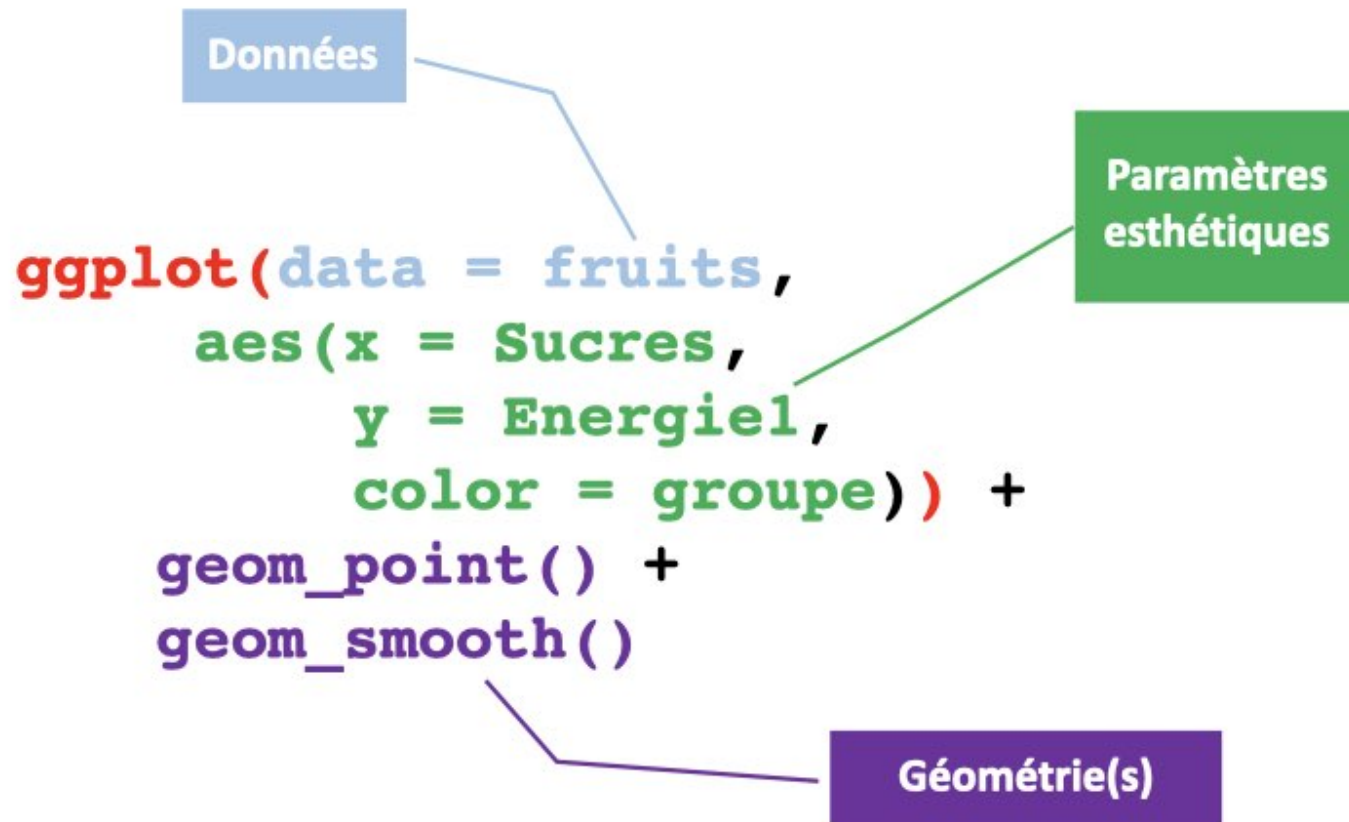 Données
Paramètres
esthétiques
ggplot(data = fruits,
aes(x = Sucres,
y = Energie1,
color = groupe)) +
geom_point() +
geom_smooth()
Géométrie(s)